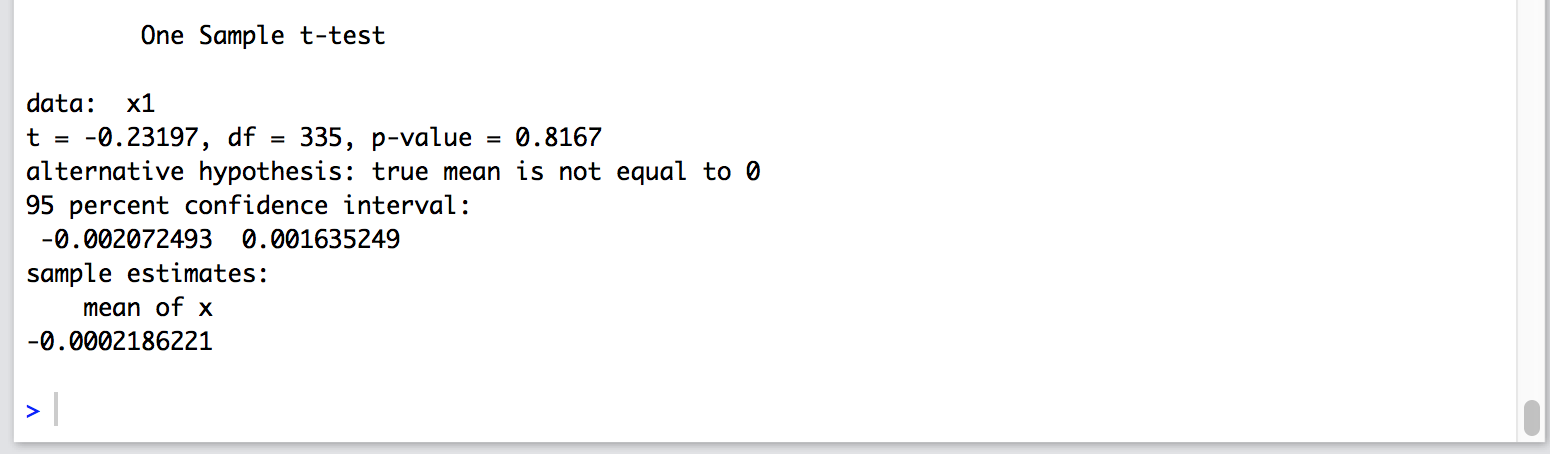 One Sample t-test
data:  x1
t = -0.23197, df = 335, p-value = 0.8167
alternative hypothesis: true mean is not equal to 0
95 percent confidence interval:
 -0.002072493  0.001635249
sample estimates:
    mean of x
-0.0002186221
>